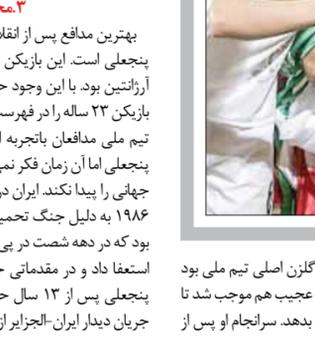 ۳.مح
بهترین مدافع پس از انقلا
پنجعلی است. این بازیکن
آرژانتین بود. با این وجود ح
بازیکن ۲۳ ساله را در فهرست
تیم ملی مدافعان باتجربه ا
پنجعلی اما آن زمان فکر نمی
جهانی را پیدا نکند. ایران در
۱۹۸۶ به دلیل جنگ تحمی
بود که در دهه شصت در پی
استعفا داد و در مقدماتی ج
پنجعلی پس از ۱۳ سال ح
جریان دیدار ایران-الجزایر از
گلزن اصلی تیم ملی بود
عجیب هم موجب شد تا
بدهد. سرانجام او پس از